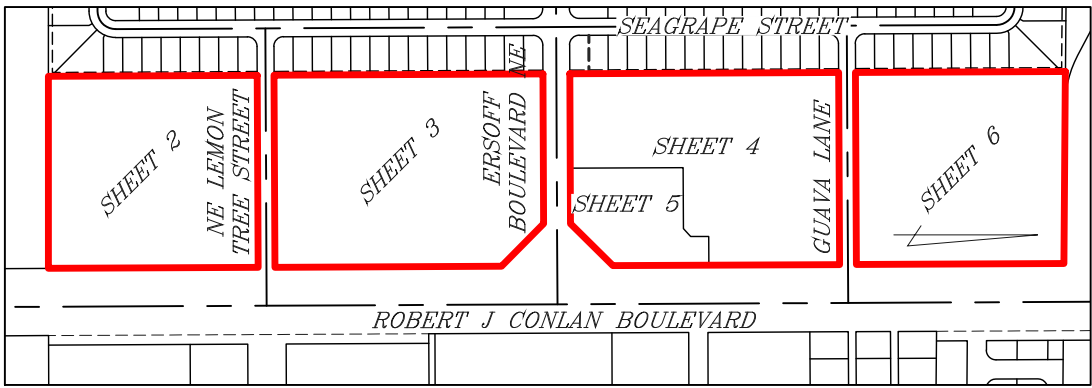 SEAGRAPE STREET
SHEET 2
NE LEMON
TREE STREET
SHEET 3
ERSOFF
BOULEVARD NE
SHEET 4
SHEET 5
GUAVA LANE
SHEET 6
ROBERT J CONLAN BOULEVARD